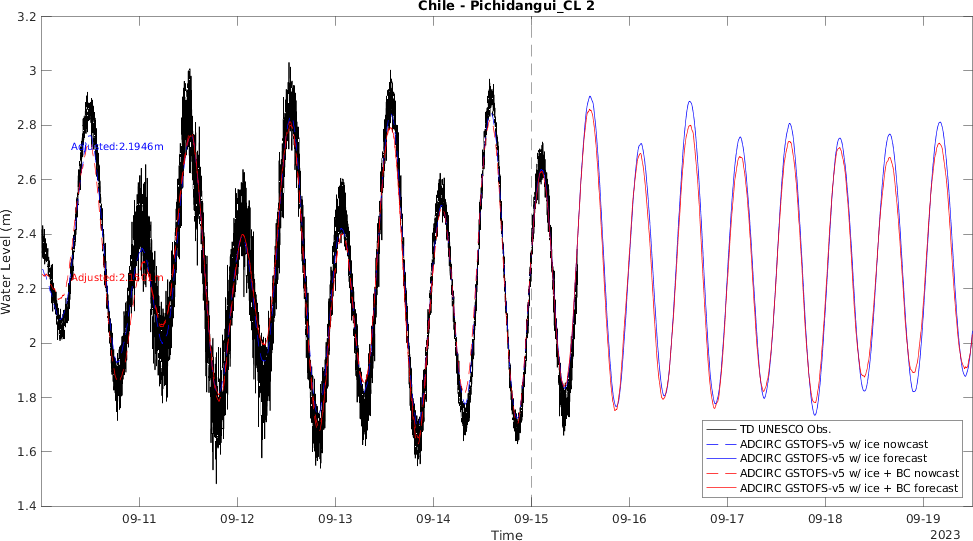 Chile - Pichidangui_CL 2
3.2
3
2.8
2.6
2.4
2.2
2
1.8
1.6
1.4
Water Level (m)
Adjusted:2.1946m
TD UNESCO Obs.
ADCIRC GSTOFS-v5 w/ ice nowcast
ADCIRC GSTOFS-v5 w/ ice forecast
ADCIRC GSTOFS-v5 w/ ice + BC nowcast
ADCIRC GSTOFS-v5 w/ ice + BC forecast
09-11
09-12
09-13
09-14
09-15
09-16
09-17
09-18
09-19
Time
2023